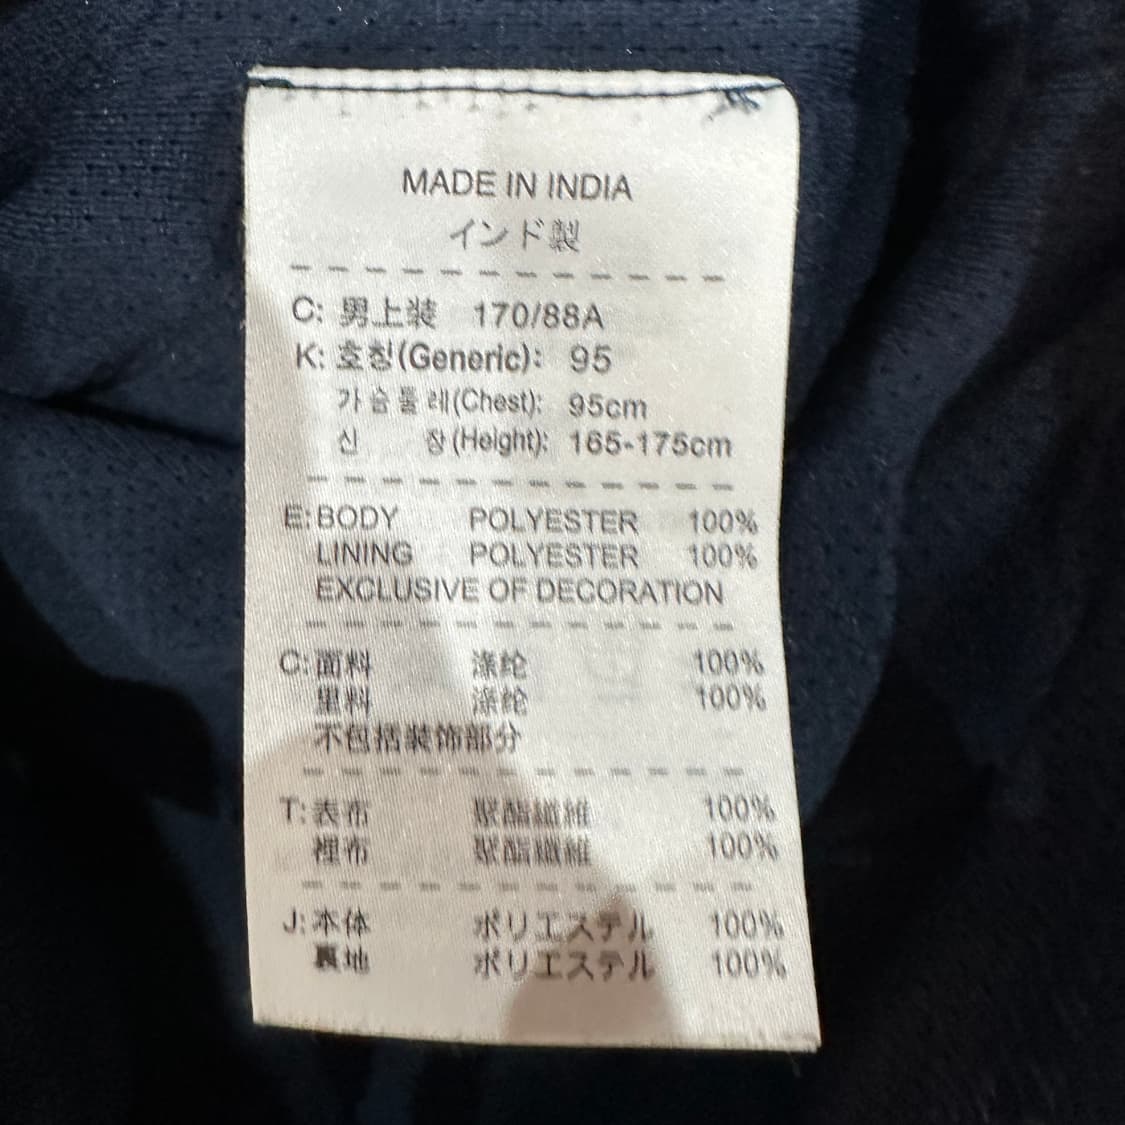 MADE IN INDIA
インド製
C: 男上装 170/88A
K: 호칭(Generic): 95
가슴둘레(Chest): 95cm
신 장(Height): 165-175cm
E: BODY POLYESTER 100%
LINING POLYESTER 100%
EXCLUSIVE OF DECORATION
C: 面料 涤纶 100%
里料 涤纶 100%
不包括装饰部分
T: 表布 聚酯纖維 100%
裡布 聚酯纖維 100%
J: 本体 ポリエステル 100%
裏地 ポリエステル 100%